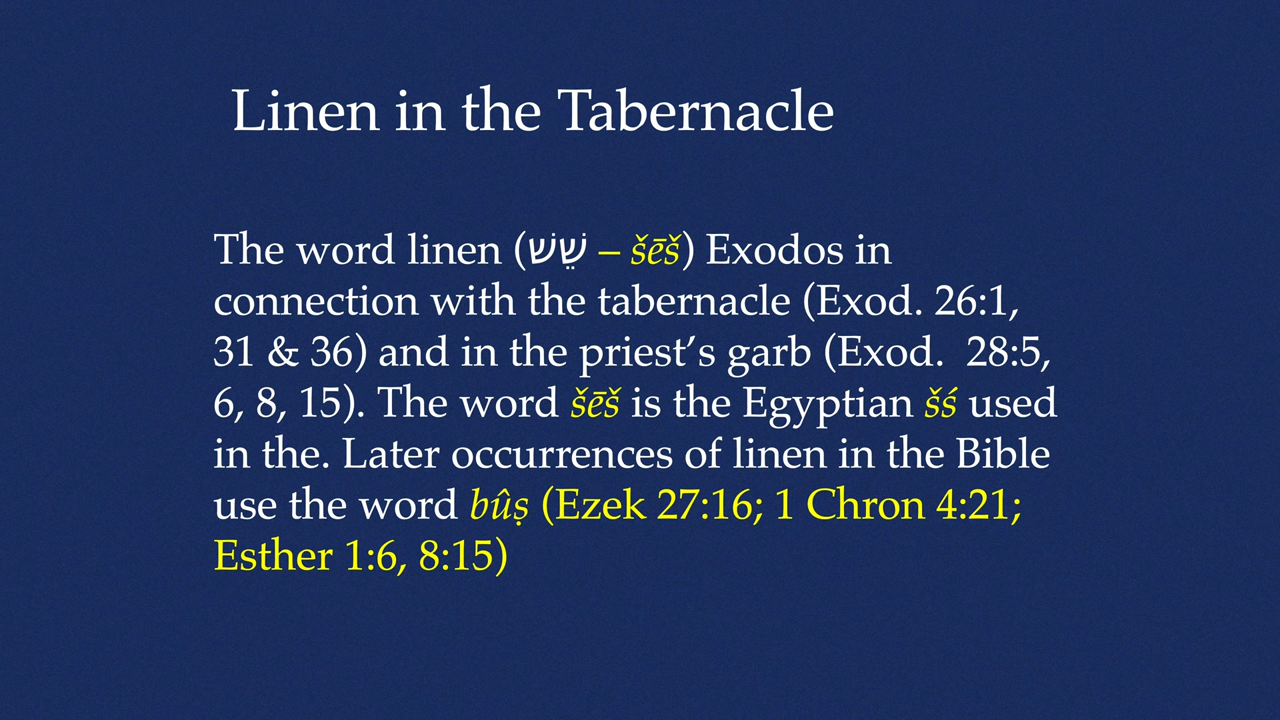 Linen in the Tabernacle
The word linen (שֵׁשׁ – šēš) Exodos in
connection with the tabernacle (Exod. 26:1,
31 & 36) and in the priest’s garb (Exod.  28:5,
6, 8, 15). The word šēš is the Egyptian šś used
in the. Later occurrences of linen in the Bible
use the word bûṣ (Ezek 27:16; 1 Chron 4:21;
Esther 1:6, 8:15)